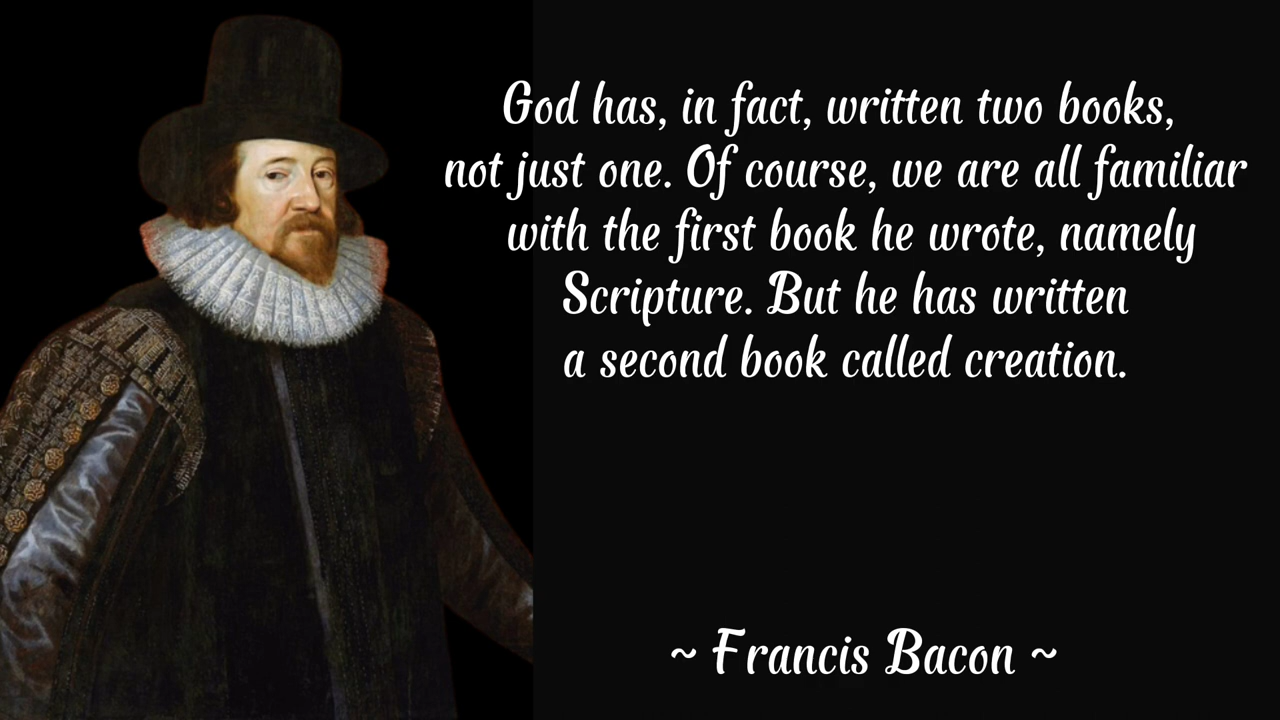 God has, in fact, written two books,
not just one. Of course, we are all familiar
with the first book he wrote, namely
Scripture. But he has written
a second book called creation.
~ Francis Bacon ~